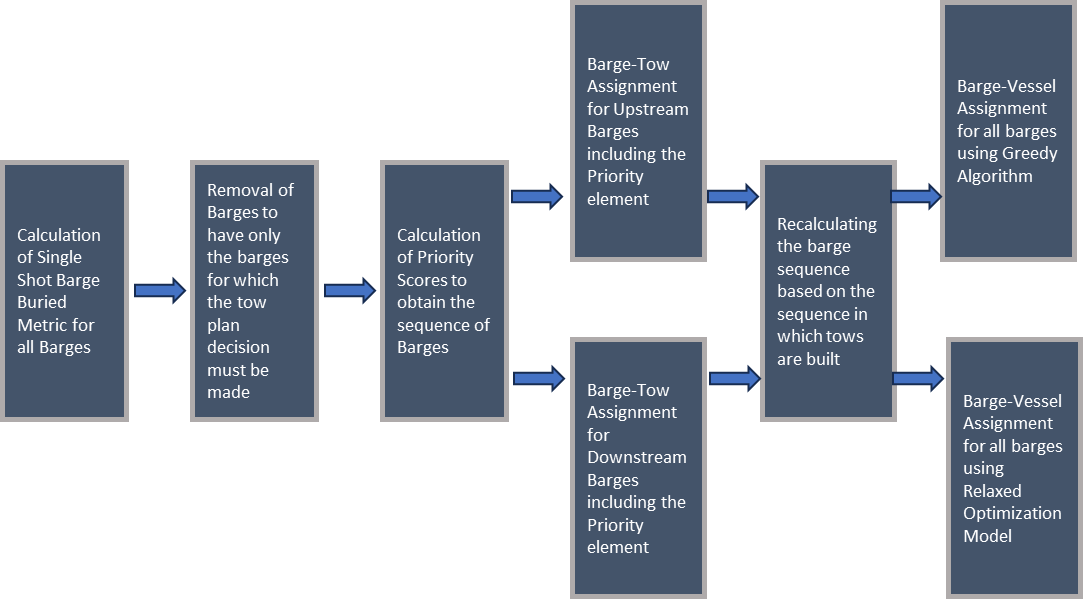 Calculation
of Single
Shot Barge
Buried
Metric for
all Barges
Removal of
Barges to
have only
the barges
for which
the tow
plan
decision
must be
made
Calculation
of Priority
Scores to
obtain the
sequence of
Barges
Barge-Tow
Assignment
for Upstream
Barges
including the
Priority
element
Barge-Tow
Assignment
for
Downstream
Barges
including the
Priority
element
Recalculating
the barge
sequence
based on the
sequence in
which tows
are built
Barge-Vessel
Assignment
for all barges
using Greedy
Algorithm
Barge-Vessel
Assignment
for all barges
using
Relaxed
Optimization
Model